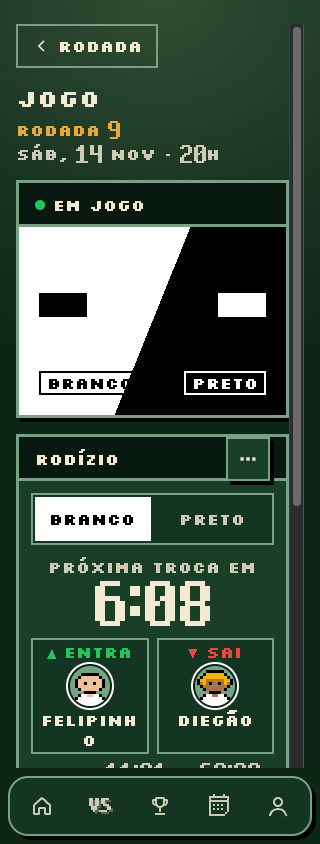 RODADA
JOGO
RODADA 9
SÁB, 14 NOV · 20H
EM JOGO
BRANCO PRETO
RODÍZIO ...
BRANCO PRETO
PRÓXIMA TROCA EM
6:08
▲ ENTRA ▼ SAI
FELIPINH DIEGÃO
O
VS